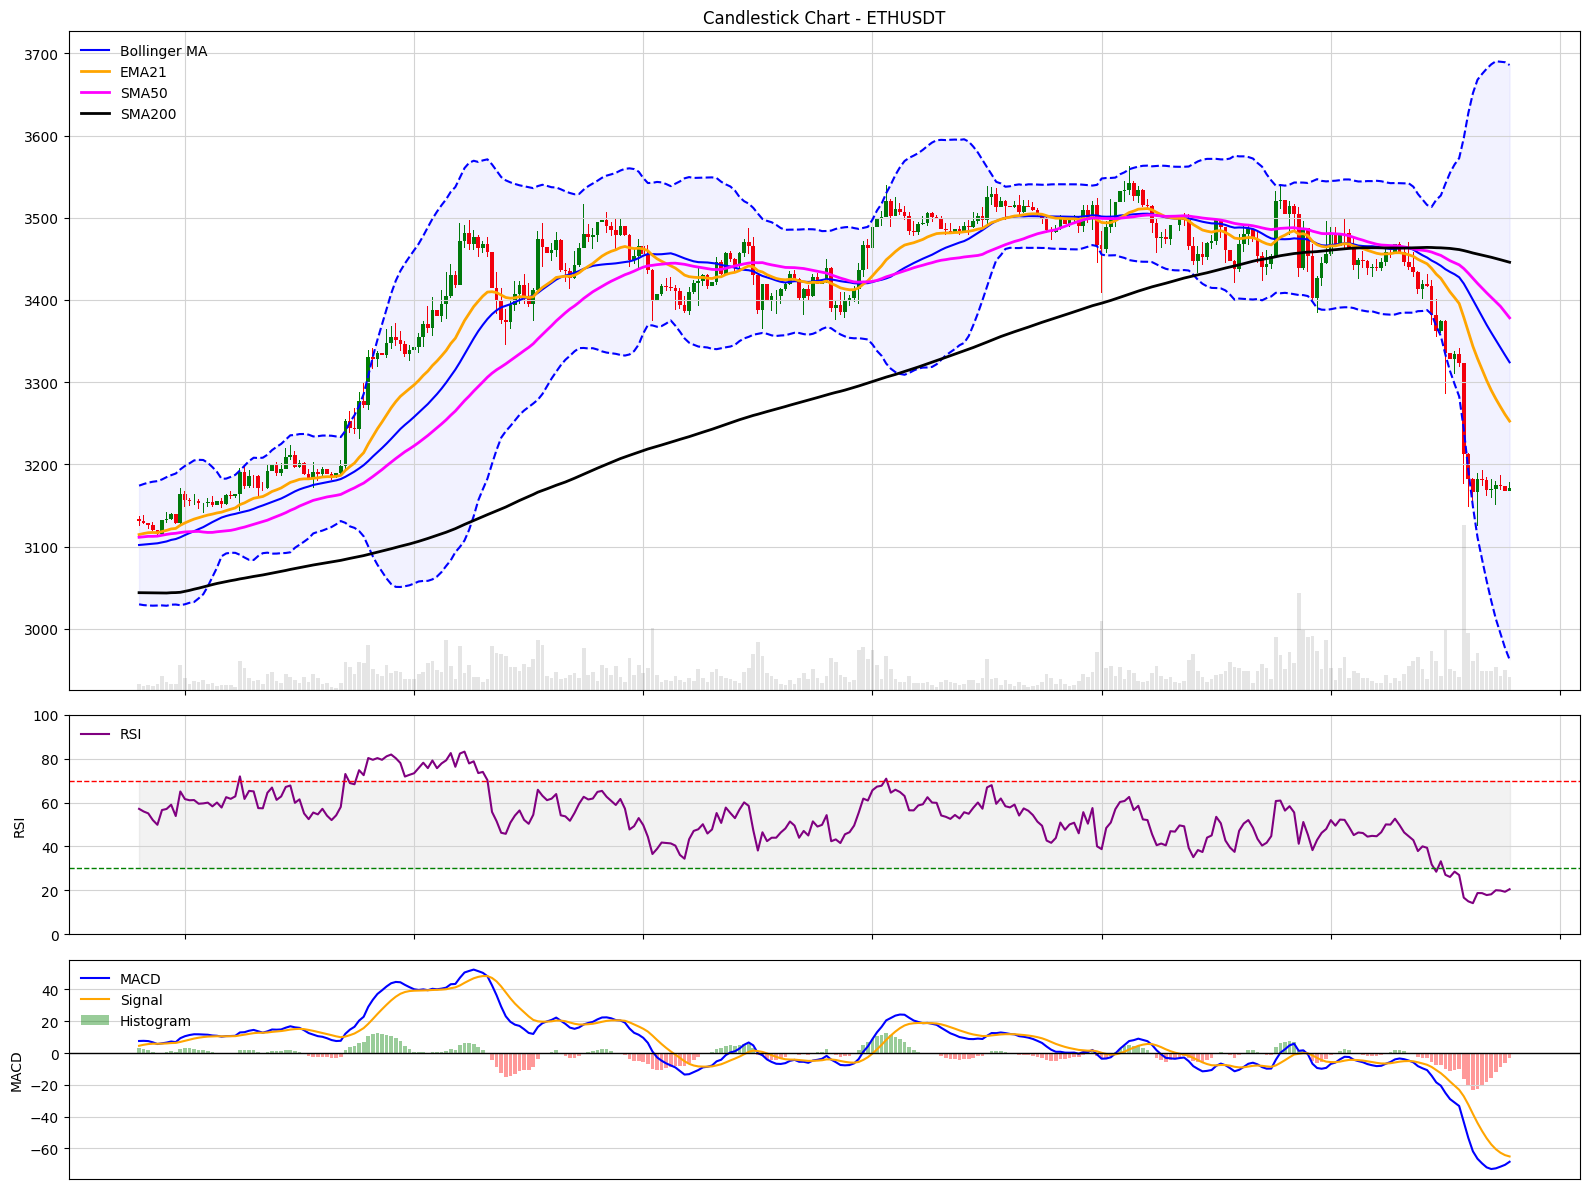 Candlestick Chart - ETHUSDT
Bollinger MA
EMA21
SMA50
SMA200
3700
3600
3500
3400
3300
3200
3100
3000
RSI
RSI
100
80
60
40
20
0
MACD
Signal
Histogram
MACD
40
20
0
−20
−40
−60